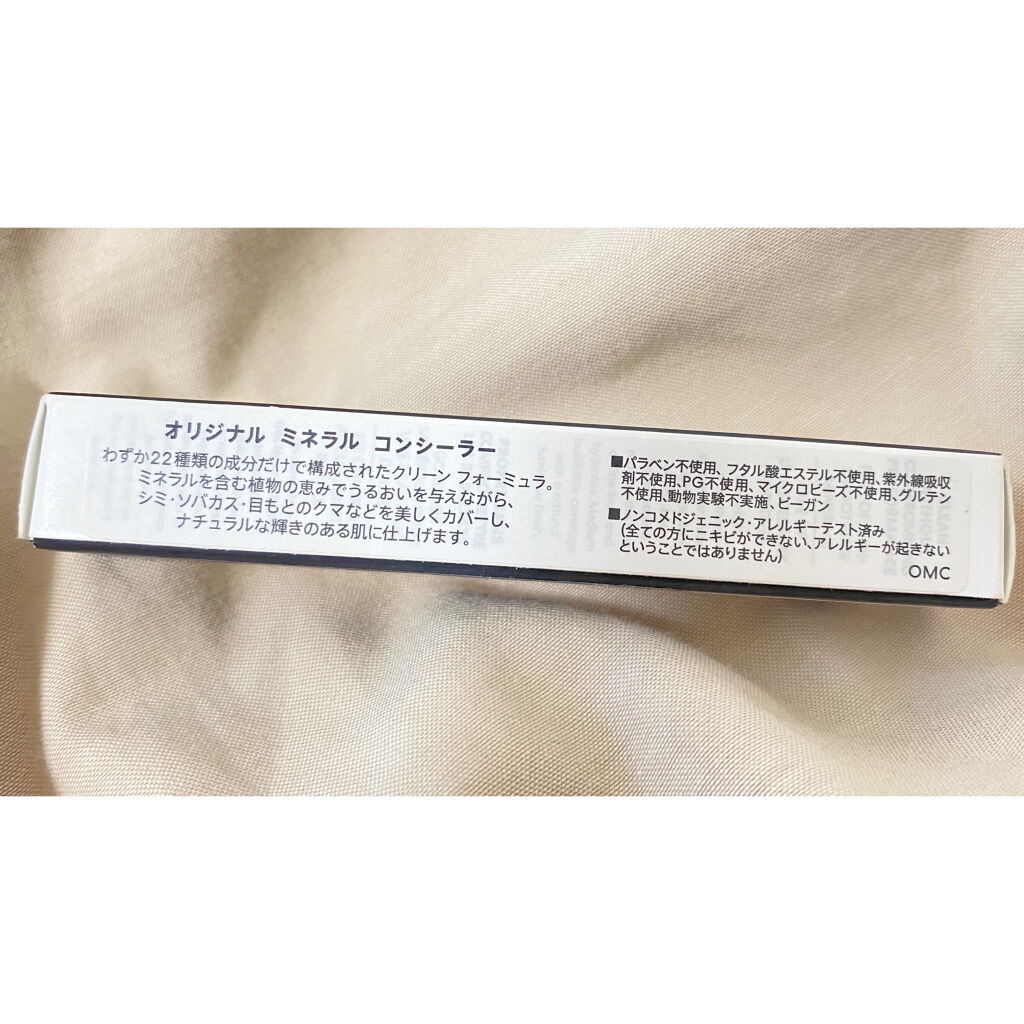 オリジナル ミネラル コンシーラー
わずか22種類の成分だけで構成されたクリーン フォーミュラ。
ミネラルを含む植物の恵みでうるおいを与えながら、
シミ・ソバカス・目もとのクマなどを美しくカバーし、
ナチュラルな輝きのある肌に仕上げます。
■パラベン不使用、フタル酸エステル不使用、紫外線吸収
剤不使用、PG不使用、マイクロビーズ不使用、グルテン
不使用、動物実験不実施、ビーガン
■ノンコメドジェニック・アレルギーテスト済み
(全ての方にニキビができない、アレルギーが起きない
ということではありません)
OMC